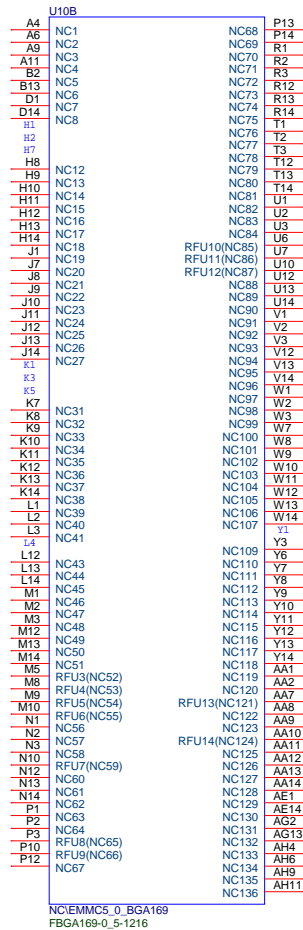 U10B
A4 NC1
A6 NC2
A9 NC3
A11 NC4
B2 NC5
B13 NC6
D1 NC7
D14 NC8
H1
H2
H7
H8 NC12
H9 NC13
H10 NC14
H11 NC15
H12 NC16
H13 NC17
H14 NC18
J1 NC19
J7 NC20
J8 NC21
J9 NC22
J10 NC23
J11 NC24
J12 NC25
J13 NC26
J14 NC27
K1
K3
K5
K7 NC31
K8 NC32
K9 NC33
K10 NC34
K11 NC35
K12 NC36
K13 NC37
K14 NC38
L1 NC39
L2 NC40
L3 NC41
L4
L12 NC43
L13 NC44
L14 NC45
M1 NC46
M2 NC47
M3 NC48
M12 NC49
M13 NC50
M14 NC51
M5 RFU3(NC52)
M8 RFU4(NC53)
M9 RFU5(NC54)
M10 RFU6(NC55)
N1 NC56
N2 NC57
N3 NC58
N10 RFU7(NC59)
N12 NC60
N13 NC61
N14 NC62
P1 NC63
P2 NC64
P3 RFU8(NC65)
P10 RFU9(NC66)
P12 NC67
NC68 P13
NC69 P14
NC70 R1
NC71 R2
NC72 R3
NC73 R12
NC74 R13
NC75 R14
NC76 T1
NC77 T2
NC78 T3
NC79 T12
NC80 T13
NC81 T14
NC82 U1
NC83 U2
NC84 U3
RFU10(NC85) U6
RFU11(NC86) U7
RFU12(NC87) U10
NC88 U12
NC89 U13
NC90 U14
NC91 V1
NC92 V2
NC93 V3
NC94 V12
NC95 V13
NC96 V14
NC97 W1
NC98 W2
NC99 W3
NC100 W7
NC101 W8
NC102 W9
NC103 W10
NC104 W11
NC105 W12
NC106 W13
NC107 W14
Y1
NC109 Y3
NC110 Y6
NC111 Y7
NC112 Y8
NC113 Y9
NC114 Y10
NC115 Y11
NC116 Y12
NC117 Y13
NC118 Y14
NC119 AA1
NC120 AA2
RFU13(NC121) AA7
NC122 AA8
NC123 AA9
RFU14(NC124) AA10
NC125 AA11
NC126 AA12
NC127 AA13
NC128 AA14
NC129 AE1
NC130 AE14
NC131 AG2
NC132 AG13
NC133 AH4
NC134 AH6
NC135 AH9
NC136 AH11
NC\EMMC5_0_BGA169
FBGA169-0_5-1216